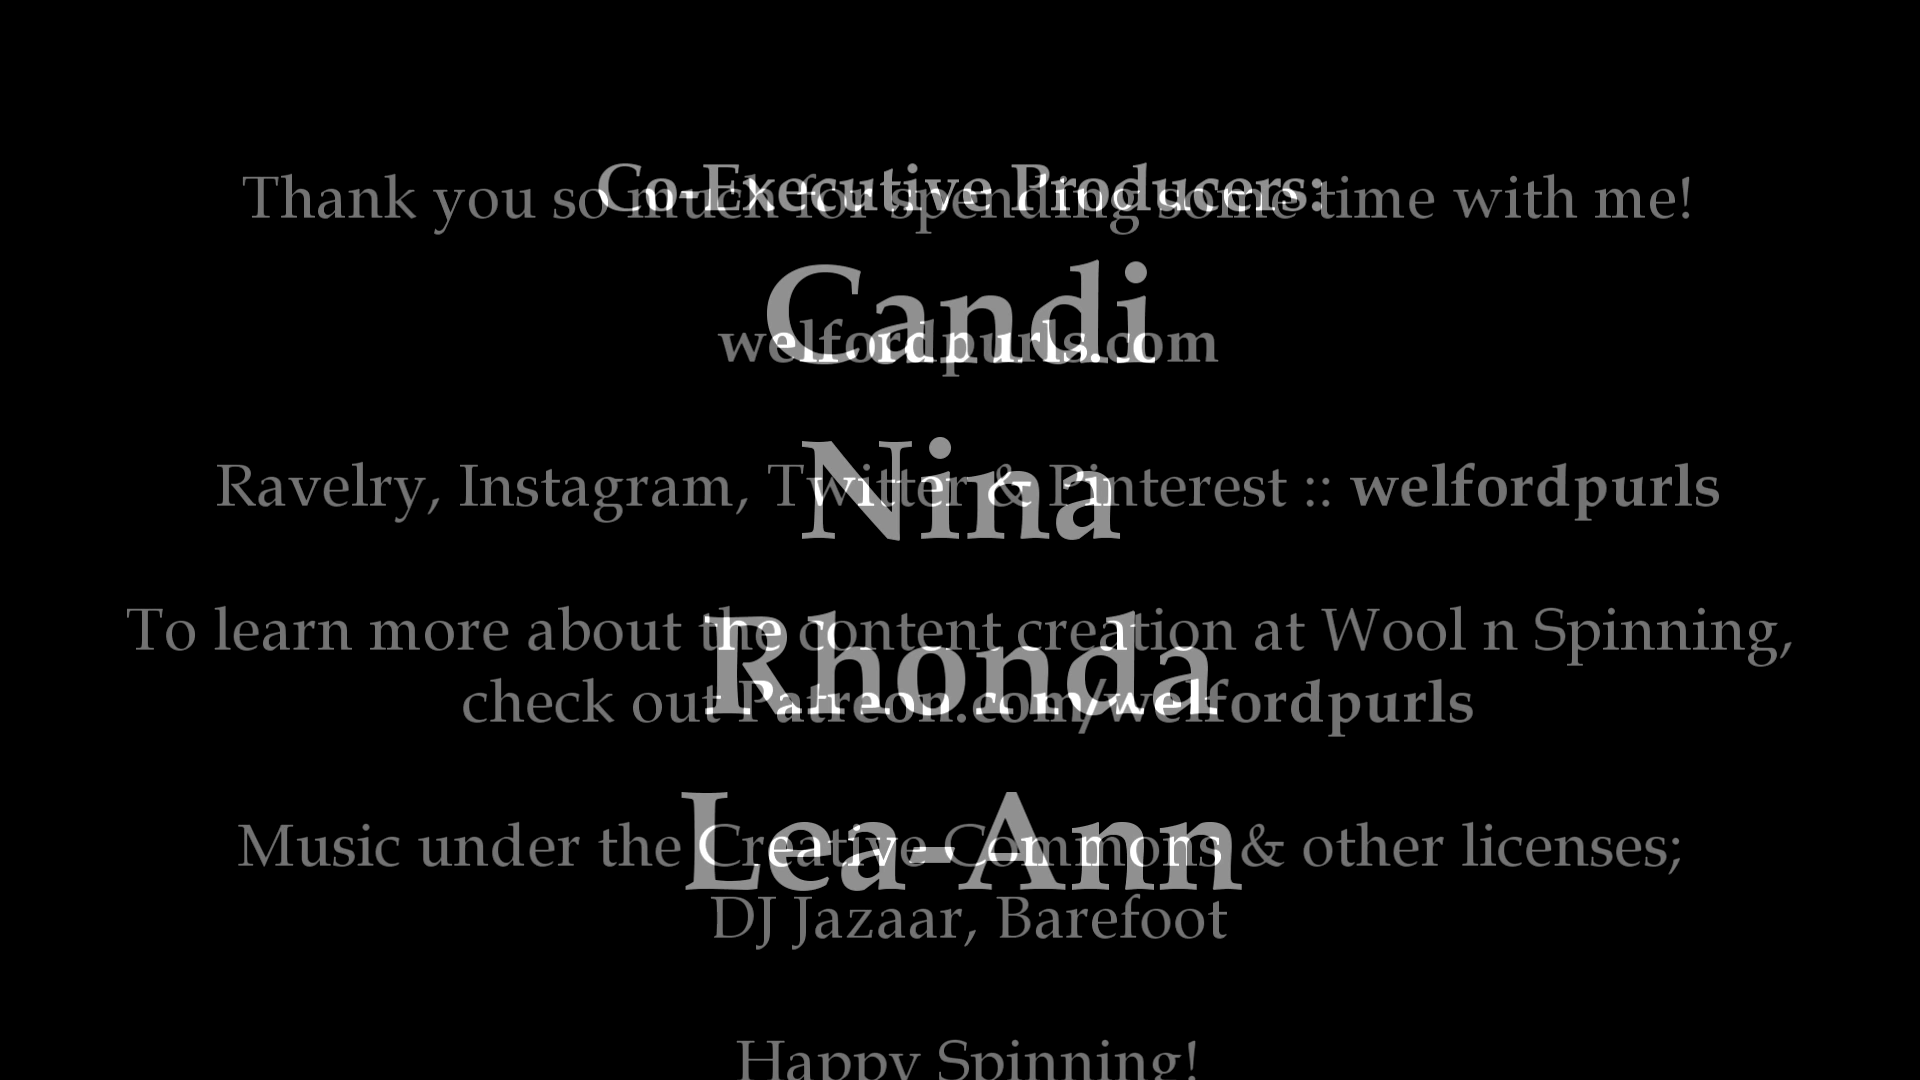 Co-Executive Producers:
Thank you so much for spending some time with me!
Candi
welfordpurls.com
Nina
Ravelry, Instagram, Twitter & Pinterest :: welfordpurls
Rhonda
To learn more about the content creation at Wool n Spinning,
check out Patreon.com/welfordpurls
Lea-Ann
Music under the Creative Commons & other licenses;
DJ Jazaar, Barefoot
Happy Spinning!